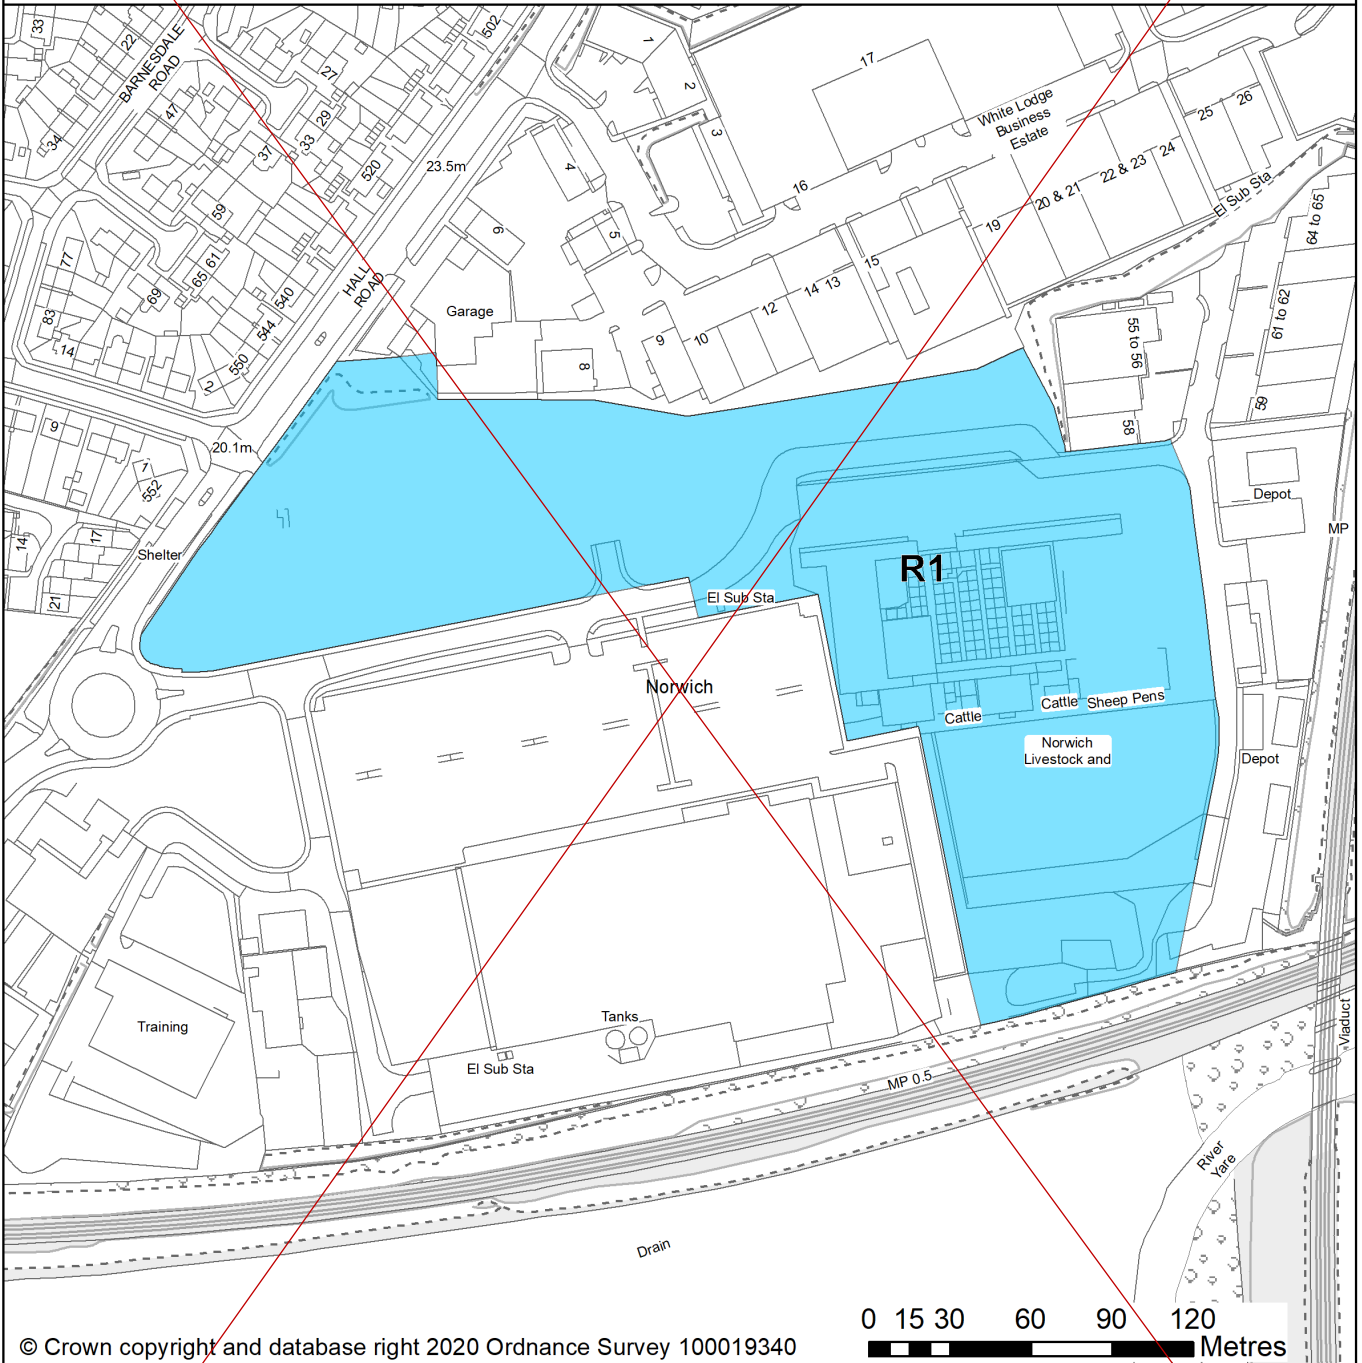 33
22
BARNESDALE
ROAD
502
27
47
29
33
34
37
520
23.5m
59
77
61
65
69
83
14
540
544
550
2
HALL
ROAD
1
2
3
4
5
6
17
16
White Lodge
Business
Estate
25
26
24
22 & 23
20 & 21
19
El Sub Sta
64 to 65
15
14
13
12
10
9
8
Garage
55 to 56
61 to 62
58
59
9
1
552
20.1m
17
14
21
Shelter
Depot
MP
R1
El Sub Sta
Norwich
Cattle
Cattle
Sheep Pens
Norwich
Livestock and
Depot
Training
Tanks
El Sub Sta
MP 0.5
Viaduct
River
Yare
Drain
0 15 30 60 90 120
Metres
© Crown copyright and database right 2020 Ordnance Survey 100019340